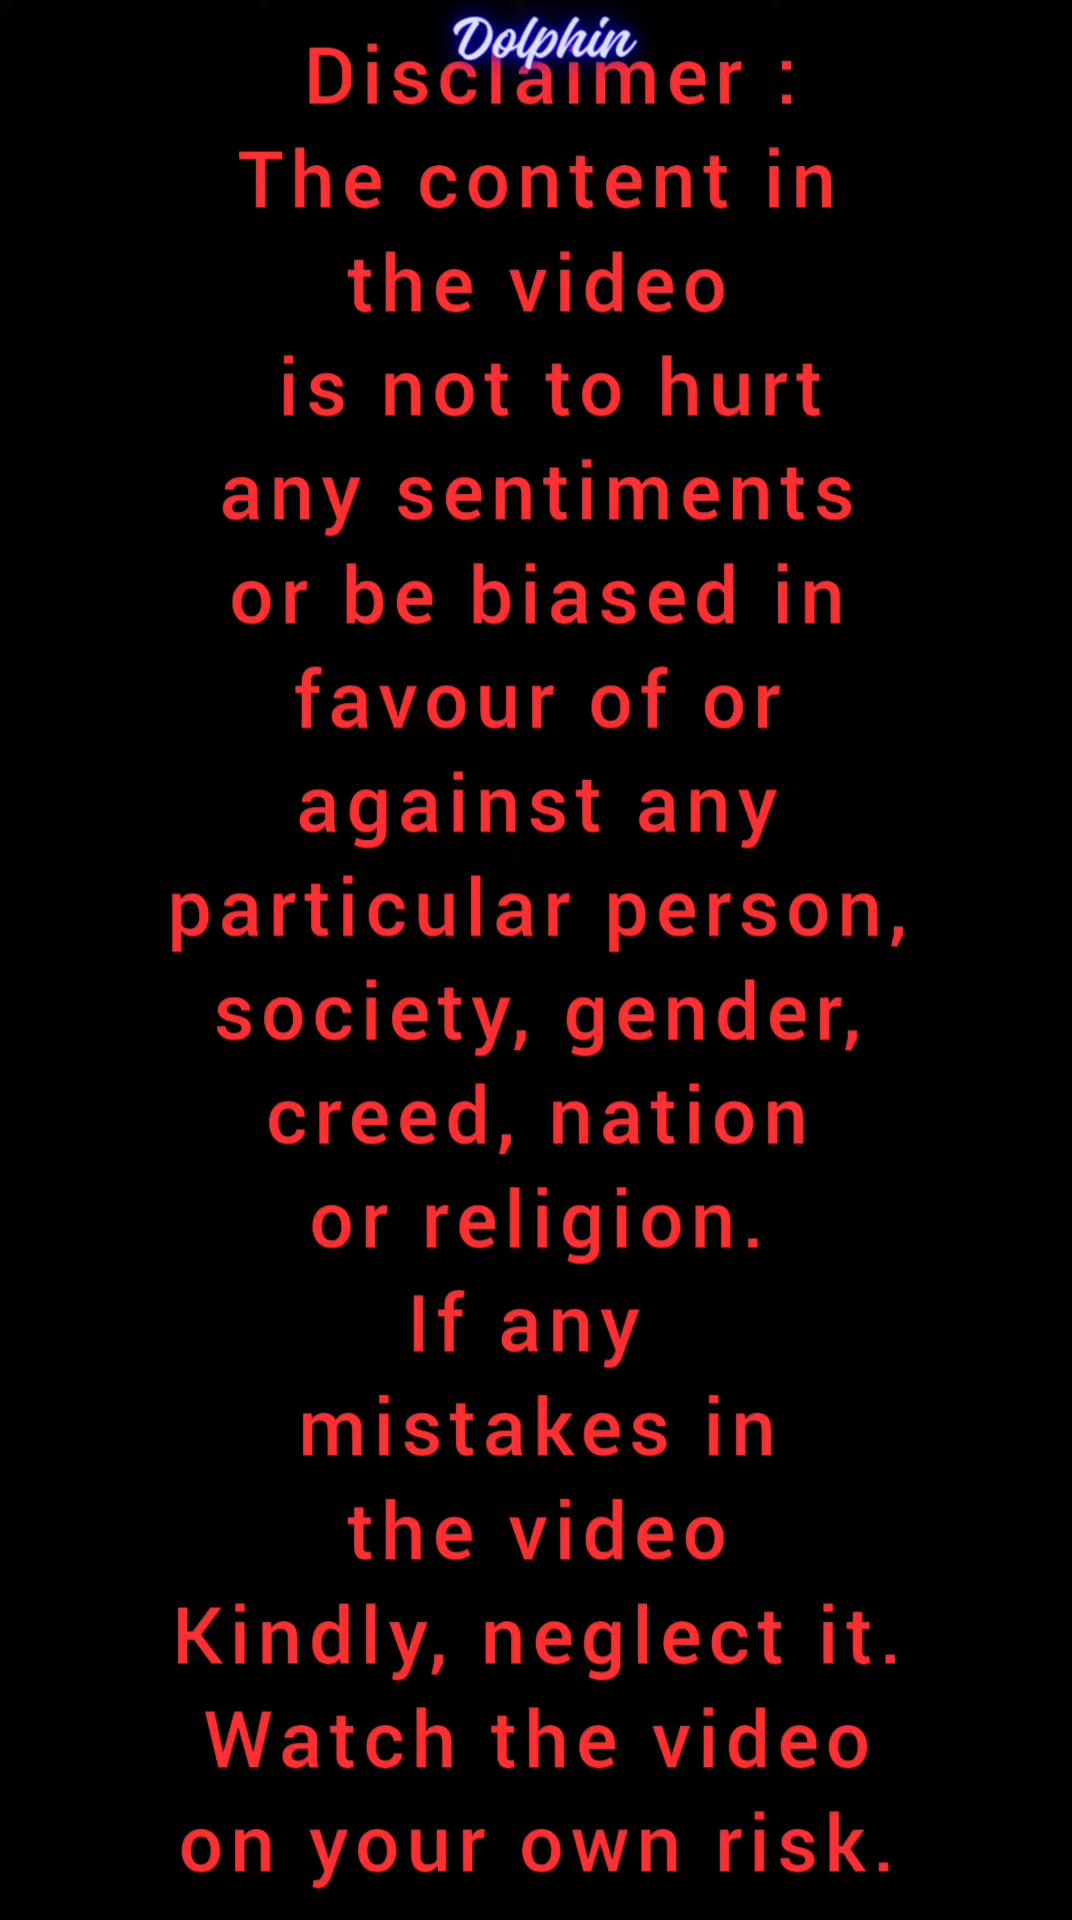 Dolphin
Disclaimer :
The content in
the video
is not to hurt
any sentiments
or be biased in
favour of or
against any
particular person,
society, gender,
creed, nation
or religion.
If any
mistakes in
the video
Kindly, neglect it.
Watch the video
on your own risk.